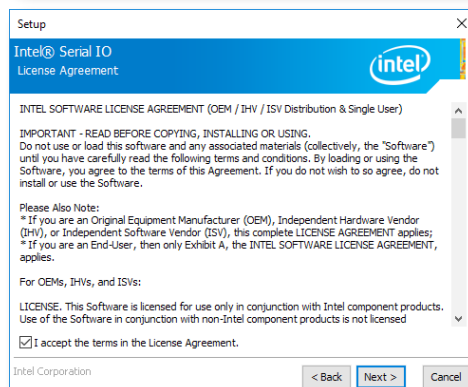 Setup
Intel® Serial IO
License Agreement
intel
INTEL SOFTWARE LICENSE AGREEMENT (OEM / IHV / ISV Distribution & Single User)
IMPORTANT - READ BEFORE COPYING, INSTALLING OR USING.
Do not use or load this software and any associated materials (collectively, the "Software")
until you have carefully read the following terms and conditions. By loading or using the
Software, you agree to the terms of this Agreement. If you do not wish to so agree, do not
install or use the Software.
Please Also Note:
* If you are an Original Equipment Manufacturer (OEM), Independent Hardware Vendor
(IHV), or Independent Software Vendor (ISV), this complete LICENSE AGREEMENT applies;
* If you are an End-User, then only Exhibit A, the INTEL SOFTWARE LICENSE AGREEMENT,
applies.
For OEMs, IHVs, and ISVs:
LICENSE. This Software is licensed for use only in conjunction with Intel component products.
Use of the Software in conjunction with non-Intel component products is not licensed
I accept the terms in the License Agreement.
Intel Corporation
< Back Next > Cancel